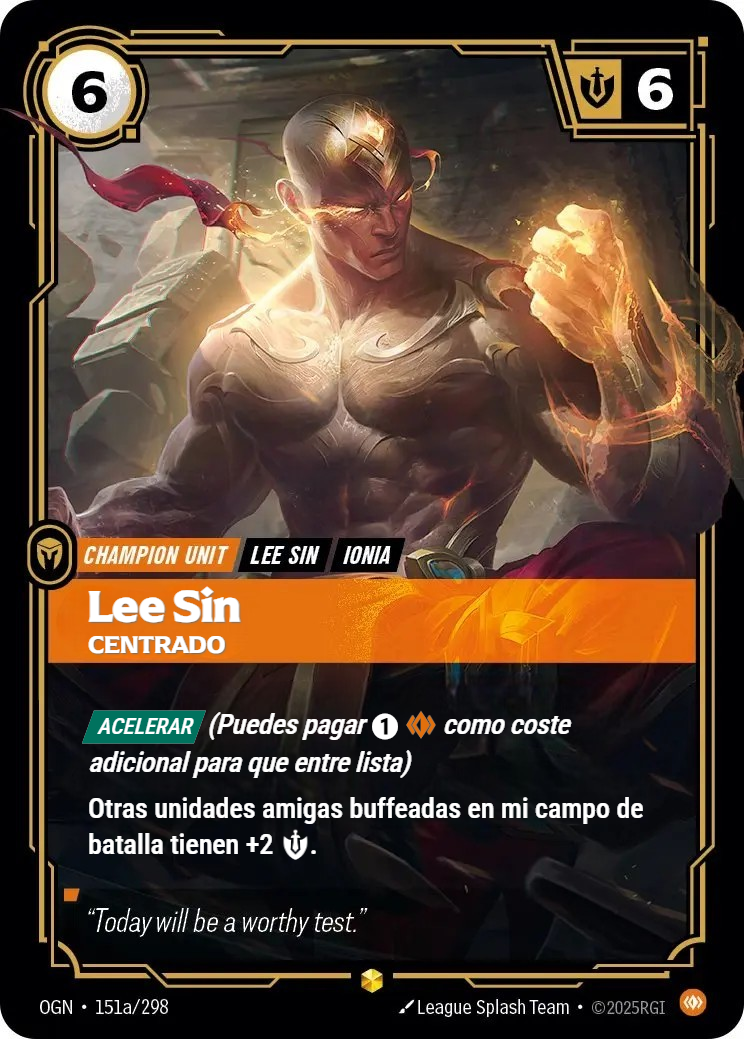 6
6
CHAMPION UNIT LEE SIN IONIA
Lee Sin
CENTRADO
ACELERAR (Puedes pagar 1 como coste
adicional para que entre lista)
Otras unidades amigas buffeadas en mi campo de
batalla tienen +2 .
“Today will be a worthy test.”
OGN • 151a/298 League Splash Team • ©2025RGI